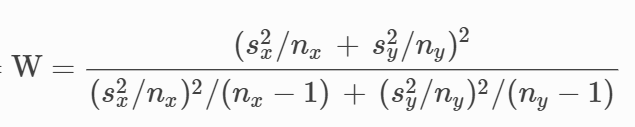 = W = \frac{(s_x^2/n_x + s_y^2/n_y)^2}{(s_x^2/n_x)^2/(n_x - 1) + (s_y^2/n_y)^2/(n_y - 1)}